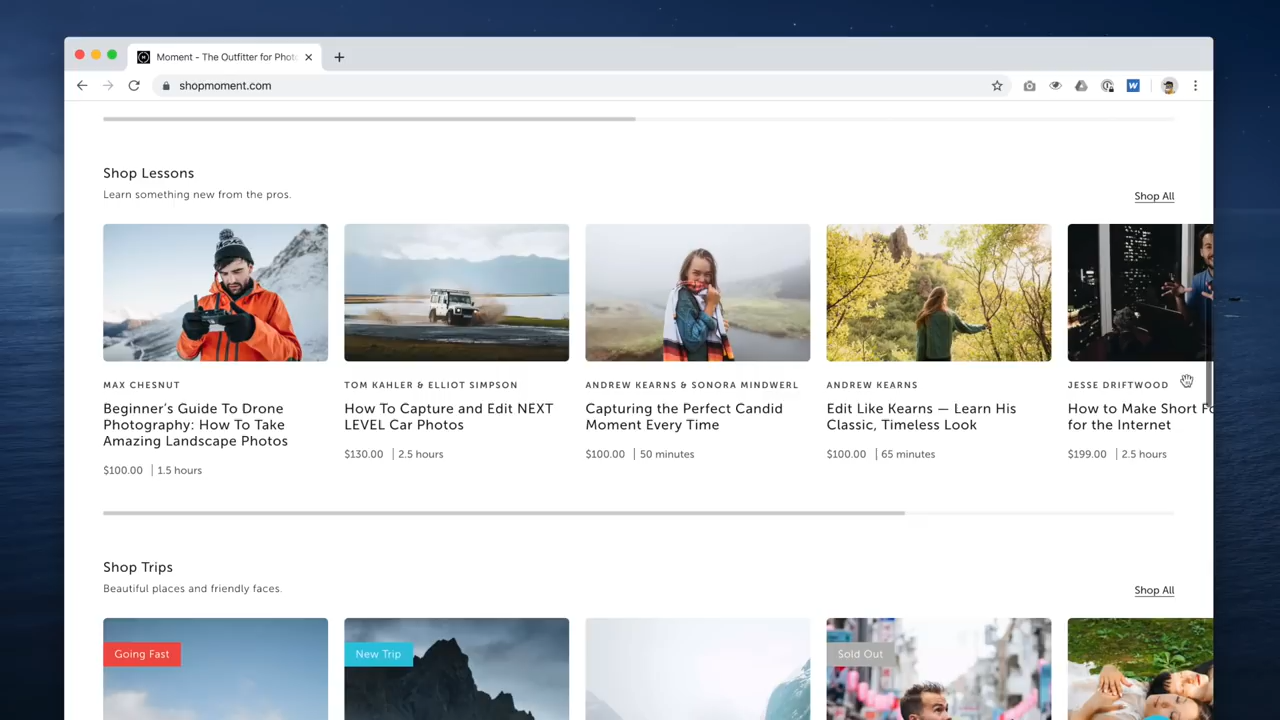 Moment - The Outfitter for Phot
shopmoment.com
W
Shop Lessons
Learn something new from the pros.
Shop All
MAX CHESNUT
Beginner's Guide To Drone
Photography: How To Take
Amazing Landscape Photos
$100.00 | 1.5 hours
TOM KAHLER & ELLIOT SIMPSON
How To Capture and Edit NEXT
LEVEL Car Photos
$130.00 | 2.5 hours
ANDREW KEARNS & SONORA MINDWERL
Capturing the Perfect Candid
Moment Every Time
$100.00 | 50 minutes
ANDREW KEARNS
Edit Like Kearns — Learn His
Classic, Timeless Look
$100.00 | 65 minutes
JESSE DRIFTWOOD
How to Make Short Fo
for the Internet
$199.00 | 2.5 hours
Shop Trips
Beautiful places and friendly faces.
Shop All
Going Fast
New Trip
Sold Out